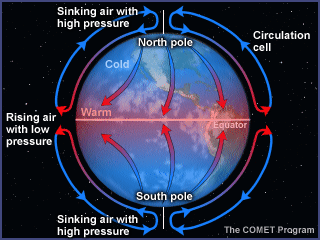 Sinking air with
high pressure
North pole
Circulation
cell
Cold
Warm
Rising air
with low
pressure
Equator
South pole
Sinking air with
high pressure
The COMET Program